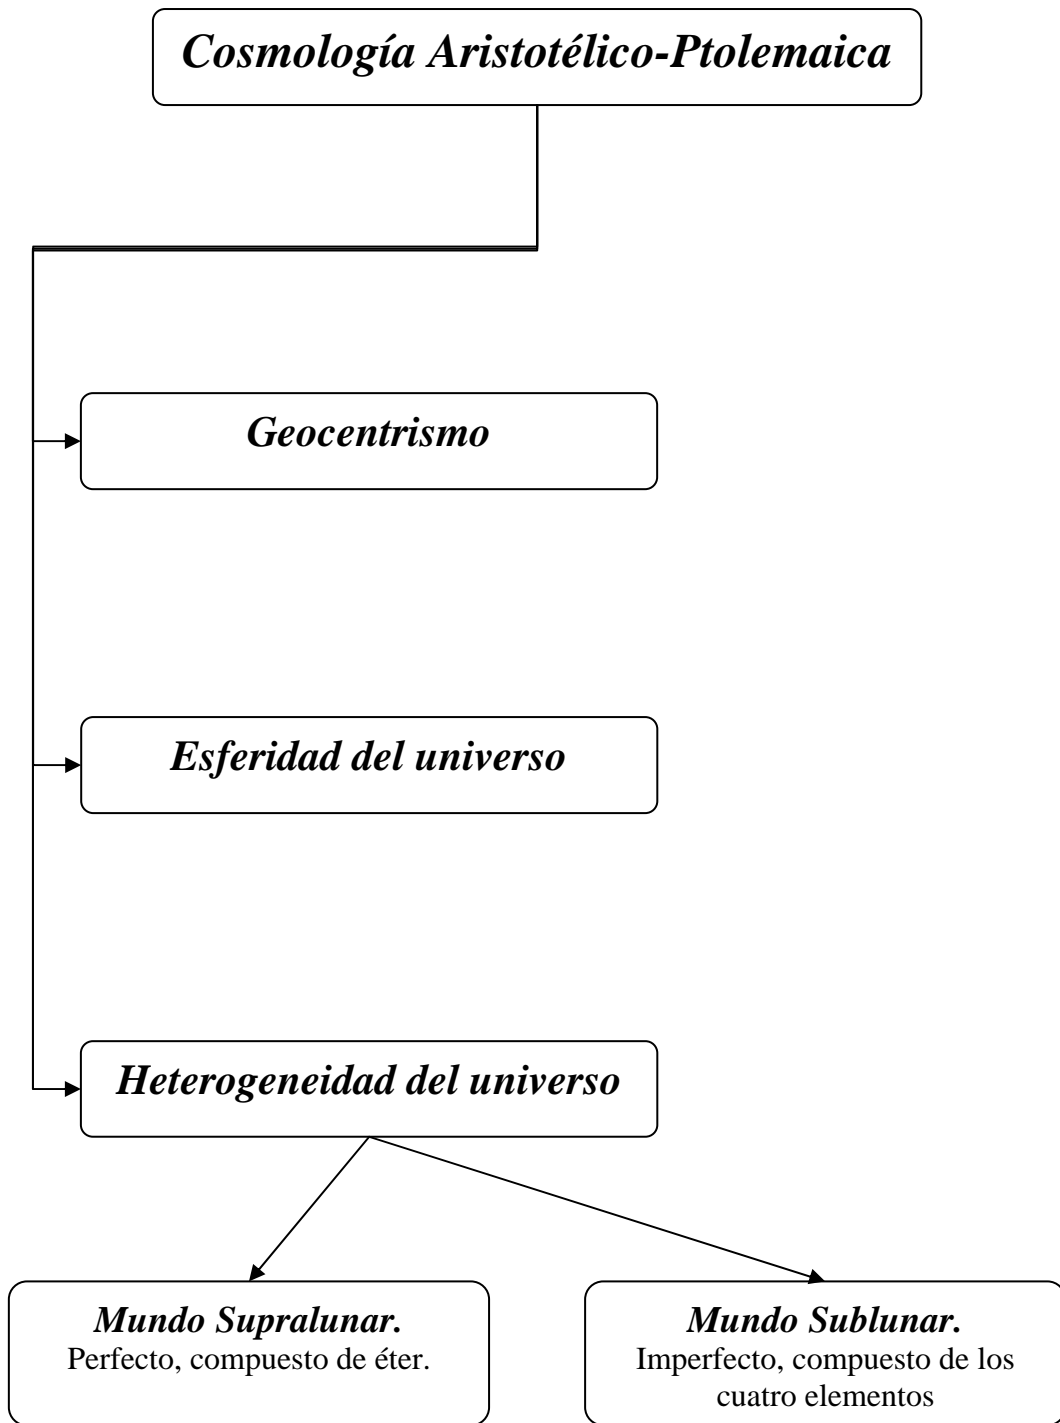 Cosmología Aristotélico-Ptolemaica
Geocentrismo
Esferidad del universo
Heterogeneidad del universo
Mundo Supralunar.
Perfecto, compuesto de éter.
Mundo Sublunar.
Imperfecto, compuesto de los
cuatro elementos